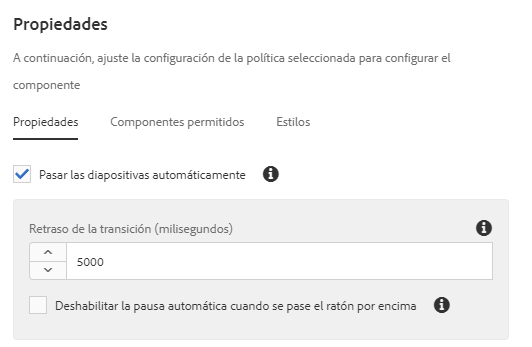 Propiedades
A continuación, ajuste la configuración de la política seleccionada para configurar el
componente
Propiedades Componentes permitidos Estilos
Pasar las diapositivas automáticamente
Retraso de la transición (milisegundos)
5000
Deshabilitar la pausa automática cuando se pase el ratón por encima